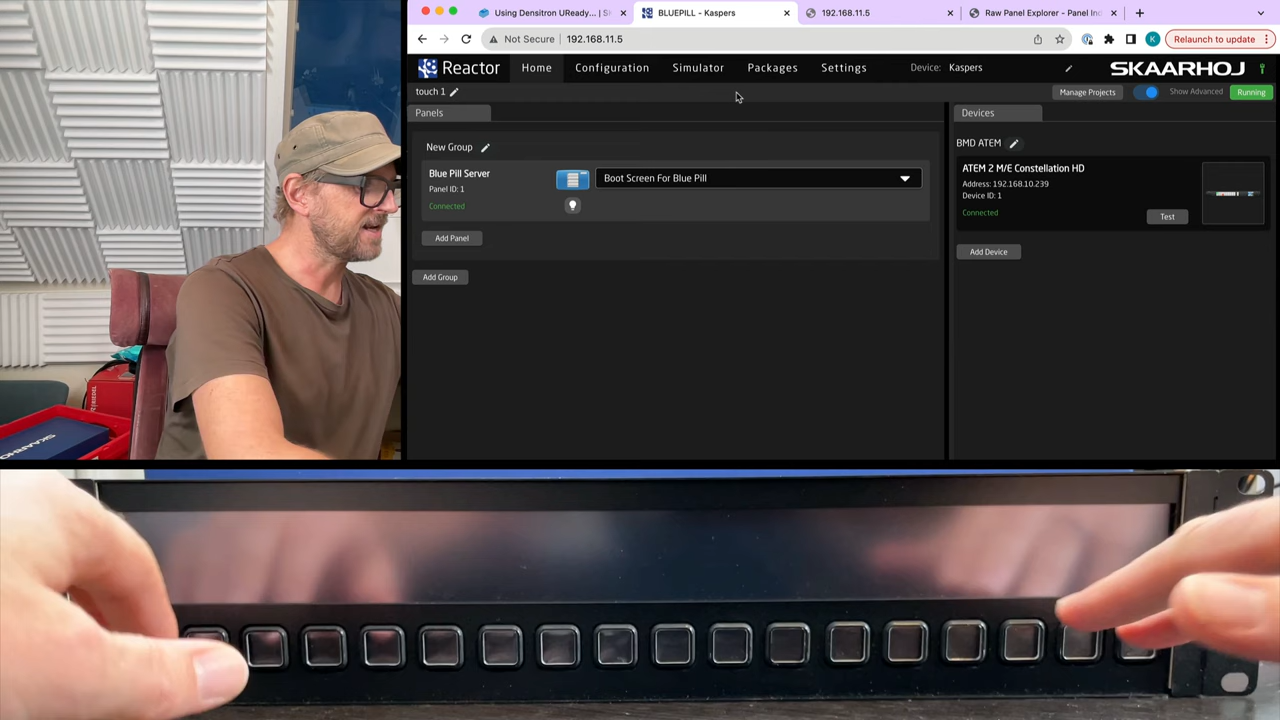 Using Densitron UReady... | S
BLUEPILL - Kaspers
192.168.11.5
Raw Panel Explorer - Panel In
Not Secure
192.168.11.5
K
Relaunch to update
Reactor
Home
Configuration
Simulator
Packages
Settings
Device:
Kaspers
SKAARHOJ
touch 1
Manage Projects
Show Advanced
Running
Panels
Devices
New Group
BMD ATEM
Blue Pill Server
Panel ID: 1
Connected
Boot Screen For Blue Pill
ATEM 2 M/E Constellation HD
Address: 192.168.10.239
Device ID: 1
Connected
Test
Add Panel
Add Device
Add Group
RIEDEL
SKAARHO